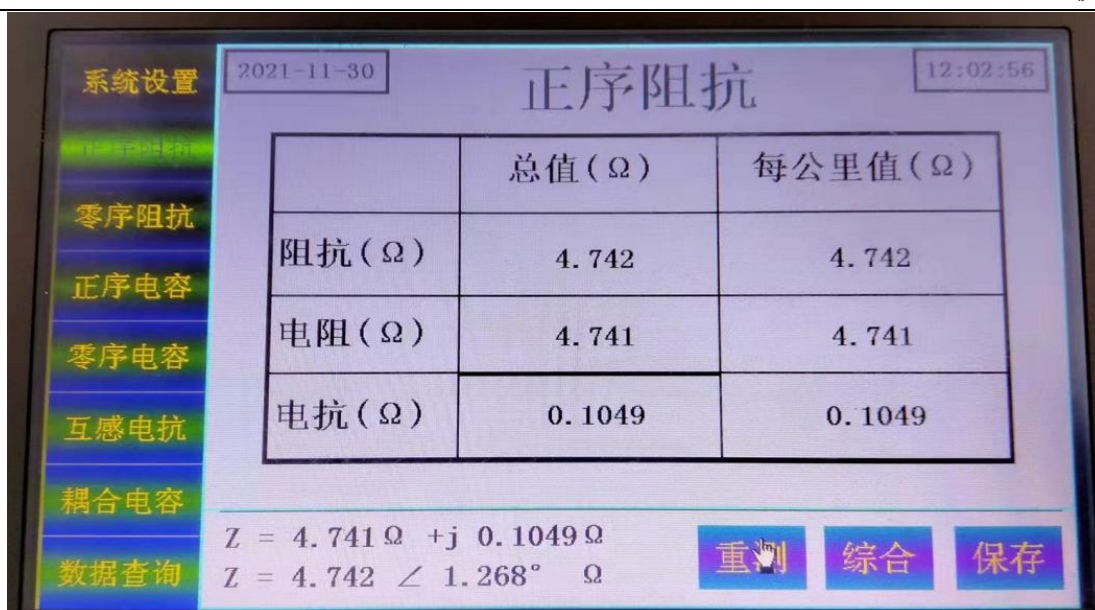 系统设置
正序阻抗
零序阻抗
正序电容
零序电容
互感电抗
耦合电容
数据查询
2021-11-30
正序阻抗
12:02:56
总值(Ω) 每公里值(Ω)
阻抗(Ω) 4.742 4.742
电阻(Ω) 4.741 4.741
电抗(Ω) 0.1049 0.1049
Z = 4.741Ω +j 0.1049Ω
Z = 4.742 ∠ 1.268° Ω
重测 综合 保存